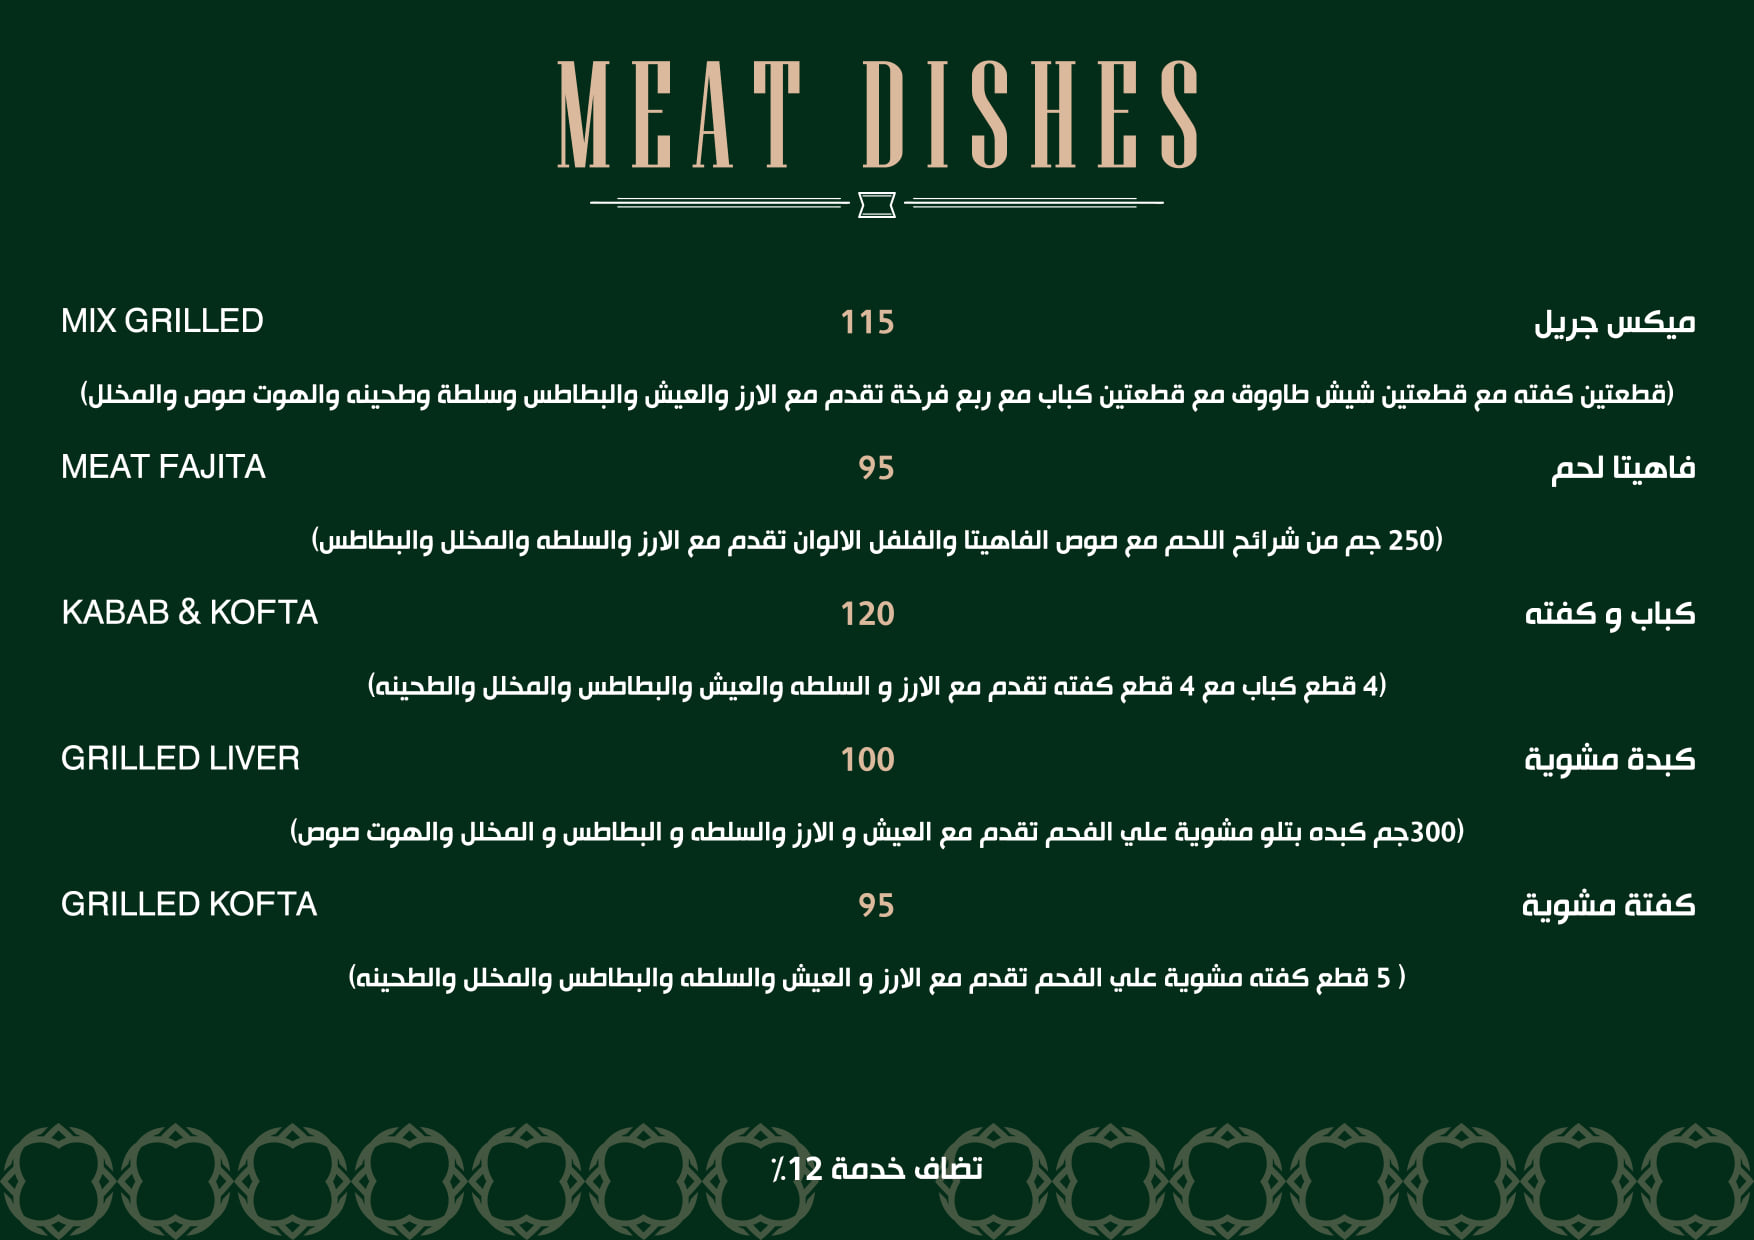 MEAT DISHES
MIX GRILLED 115 ميكس جريل
(قطعتين كفته مع قطعتين شيش طاووق مع قطعتين كباب مع ربع فرخة تقدم مع الارز والعيش والبطاطس وسلطة وطحينه والهوت صوص والمخلل)
MEAT FAJITA 95 فاهيتا لحم
(250 جم من شرائح اللحم مع صوص الفاهيتا والفلفل الالوان تقدم مع الارز والسلطه والمخلل والبطاطس)
KABAB & KOFTA 120 كباب و كفته
(4 قطع كباب مع 4 قطع كفته تقدم مع الارز و السلطه والعيش والبطاطس والمخلل والطحينه)
GRILLED LIVER 100 كبدة مشوية
(300جم كبده بتلو مشوية علي الفحم تقدم مع العيش و الارز والسلطه و البطاطس و المخلل والهوت صوص)
GRILLED KOFTA 95 كفتة مشوية
( 5 قطع كفته مشوية علي الفحم تقدم مع الارز و العيش والسلطه والبطاطس والمخلل والطحينه)
تضاف خدمة 12٪